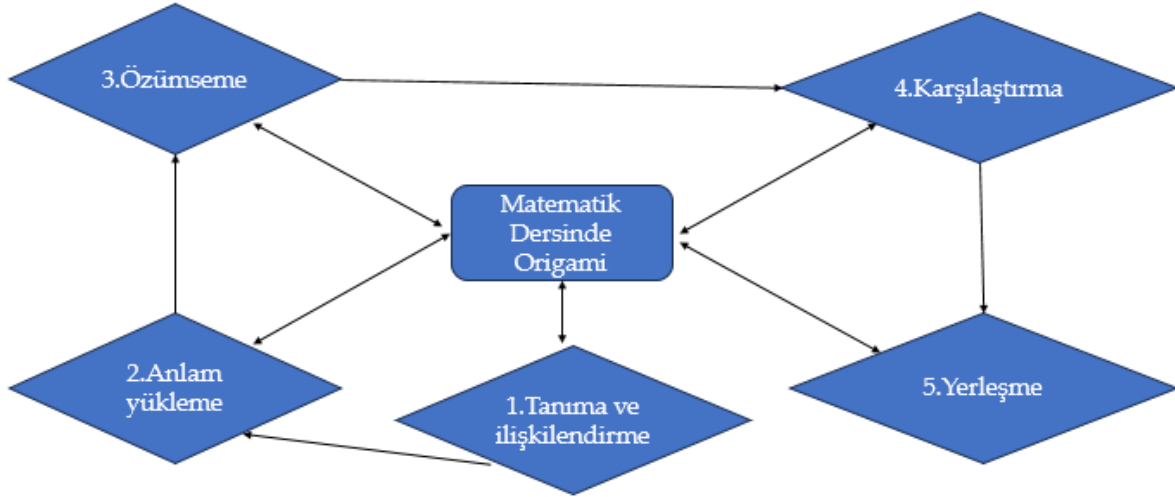 3.Özümseme
4.Karşılaştırma
Matematik
Dersinde
Origami
2.Anlam
yükleme
1.Tanıma ve
ilişkilendirme
5.Yerleşme